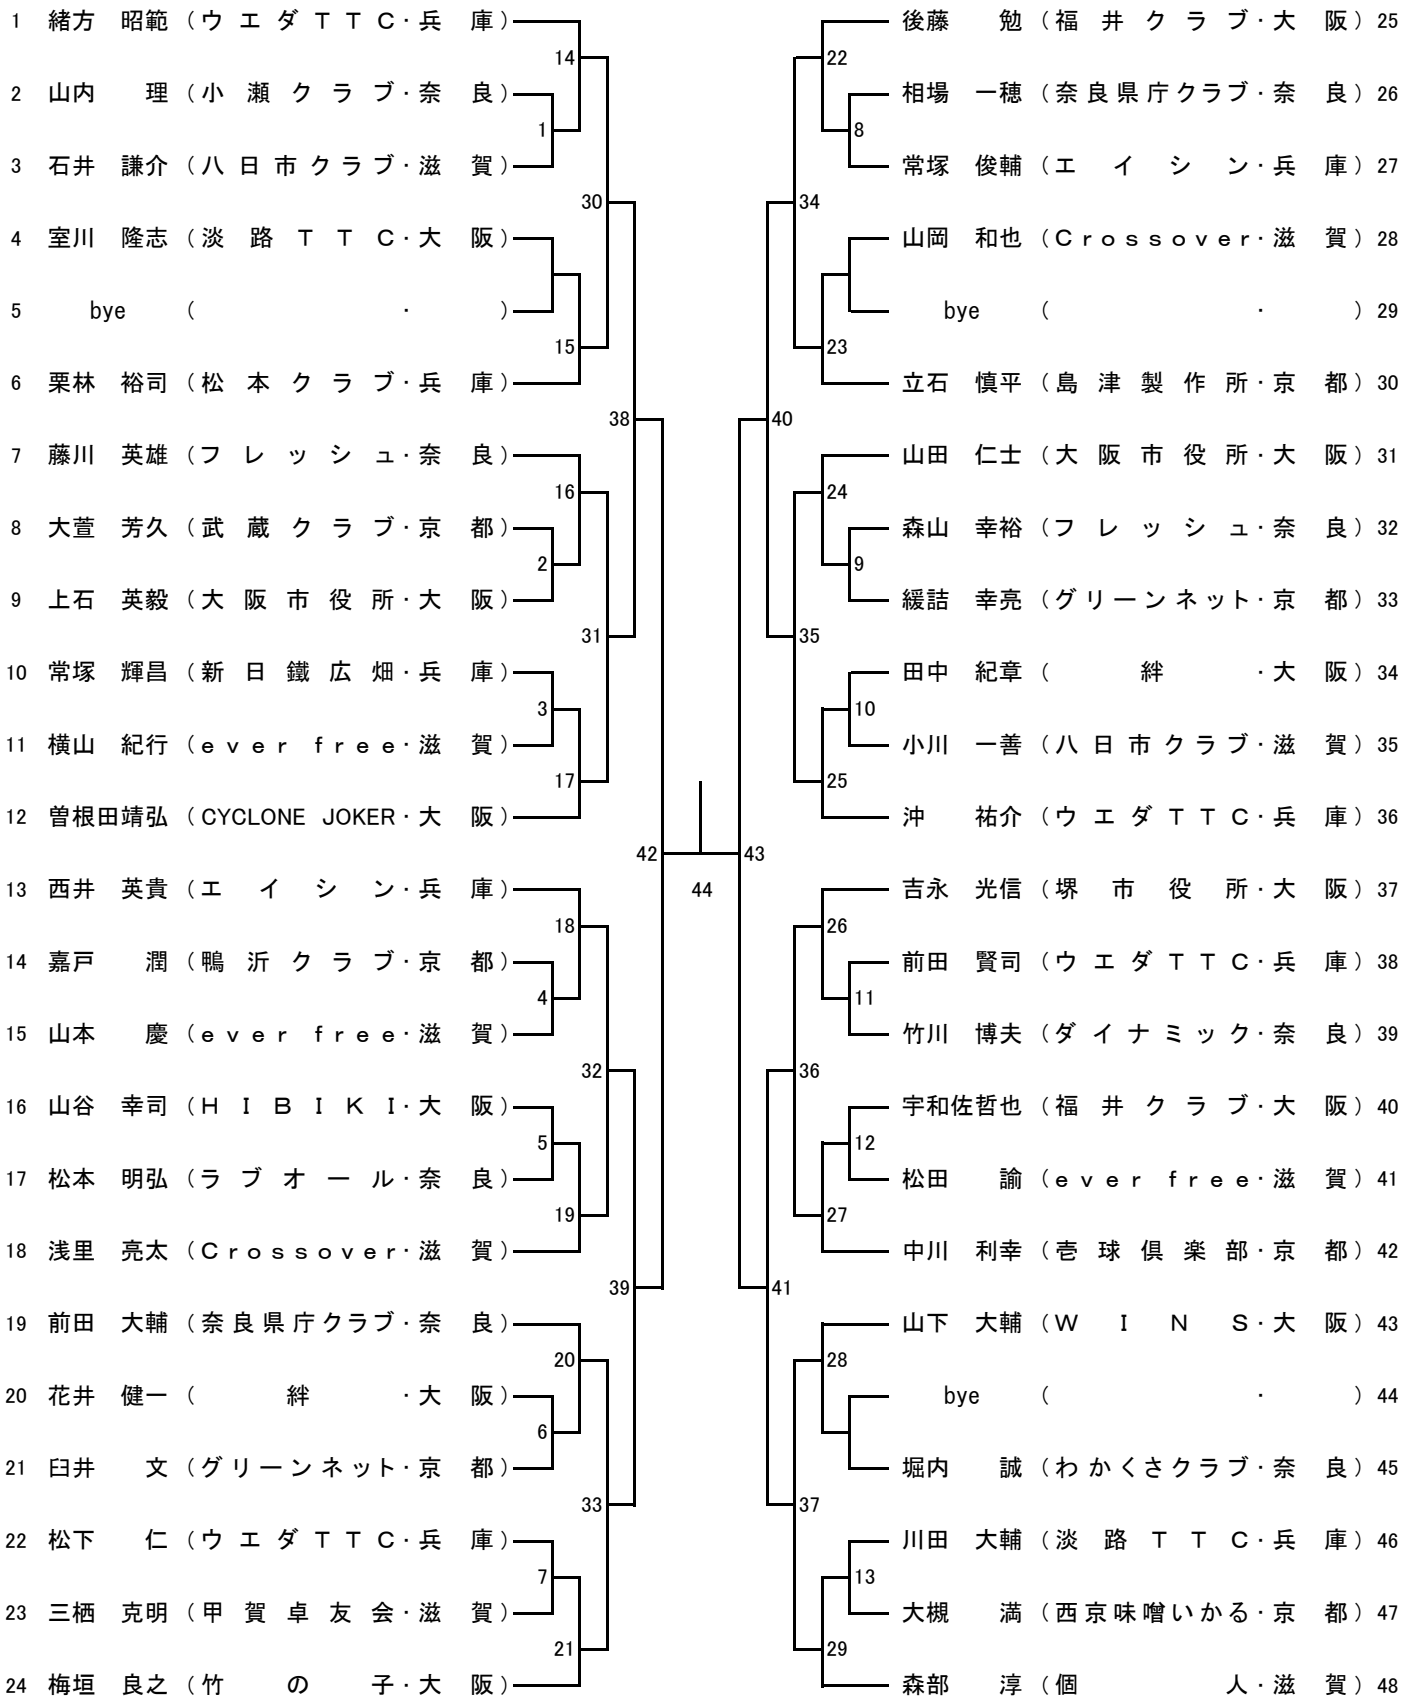 1 緒方 昭範 (ウエダTTC・兵 庫)
14
2 山内 理 (小瀬クラブ・奈 良)
1
3 石井 謙介 (八日市クラブ・滋 賀)
30
4 室川 隆志 (淡路TTC・大 阪)
5 bye ( ・ )
15
6 栗林 裕司 (松本クラブ・兵 庫)
38
7 藤川 英雄 (フレッシュ・奈 良)
16
8 大萱 芳久 (武蔵クラブ・京 都)
2
9 上石 英毅 (大阪市役所・大 阪)
31
10 常塚 輝昌 (新日鐵広畑・兵 庫)
3
11 横山 紀行 (ever free・滋 賀)
17
12 曽根田靖弘 (CYCLONE JOKER・大 阪)
42
13 西井 英貴 (エイシン・兵 庫)
18
14 嘉戸 潤 (鴨沂クラブ・京 都)
4
15 山本 慶 (ever free・滋 賀)
32
16 山谷 幸司 (HIBIKI・大 阪)
5
17 松本 明弘 (ラブオール・奈 良)
19
18 浅里 亮太 (Crossover・滋 賀)
39
19 前田 大輔 (奈良県庁クラブ・奈 良)
20
20 花井 健一 (絆・大 阪)
6
21 臼井 文 (グリーンネット・京 都)
33
22 松下 仁 (ウエダTTC・兵 庫)
7
23 三栖 克明 (甲賀卓友会・滋 賀)
21
24 梅垣 良之 (竹の子・大 阪)
44
後藤 勉 (福井クラブ・大 阪) 25
22
相場 一穂 (奈良県庁クラブ・奈 良) 26
8
常塚 俊輔 (エイシン・兵 庫) 27
34
山岡 和也 (Crossover・滋 賀) 28
bye ( ・ ) 29
23
立石 慎平 (島津製作所・京 都) 30
40
山田 仁士 (大阪市役所・大 阪) 31
24
森山 幸裕 (フレッシュ・奈 良) 32
9
緩詰 幸亮 (グリーンネット・京 都) 33
35
田中 紀章 (絆・大 阪) 34
10
小川 一善 (八日市クラブ・滋 賀) 35
25
沖 祐介 (ウエダTTC・兵 庫) 36
43
吉永 光信 (堺市役所・大 阪) 37
26
前田 賢司 (ウエダTTC・兵 庫) 38
11
竹川 博夫 (ダイナミック・奈 良) 39
36
宇和佐哲也 (福井クラブ・大 阪) 40
12
松田 諭 (ever free・滋 賀) 41
27
中川 利幸 (壱球倶楽部・京 都) 42
41
山下 大輔 (WINS・大 阪) 43
28
bye ( ・ ) 44
堀内 誠 (わかくさクラブ・奈 良) 45
37
川田 大輔 (淡路TTC・兵 庫) 46
13
大槻 満 (西京味噌いかる・京 都) 47
29
森部 淳 (個人・滋 賀) 48